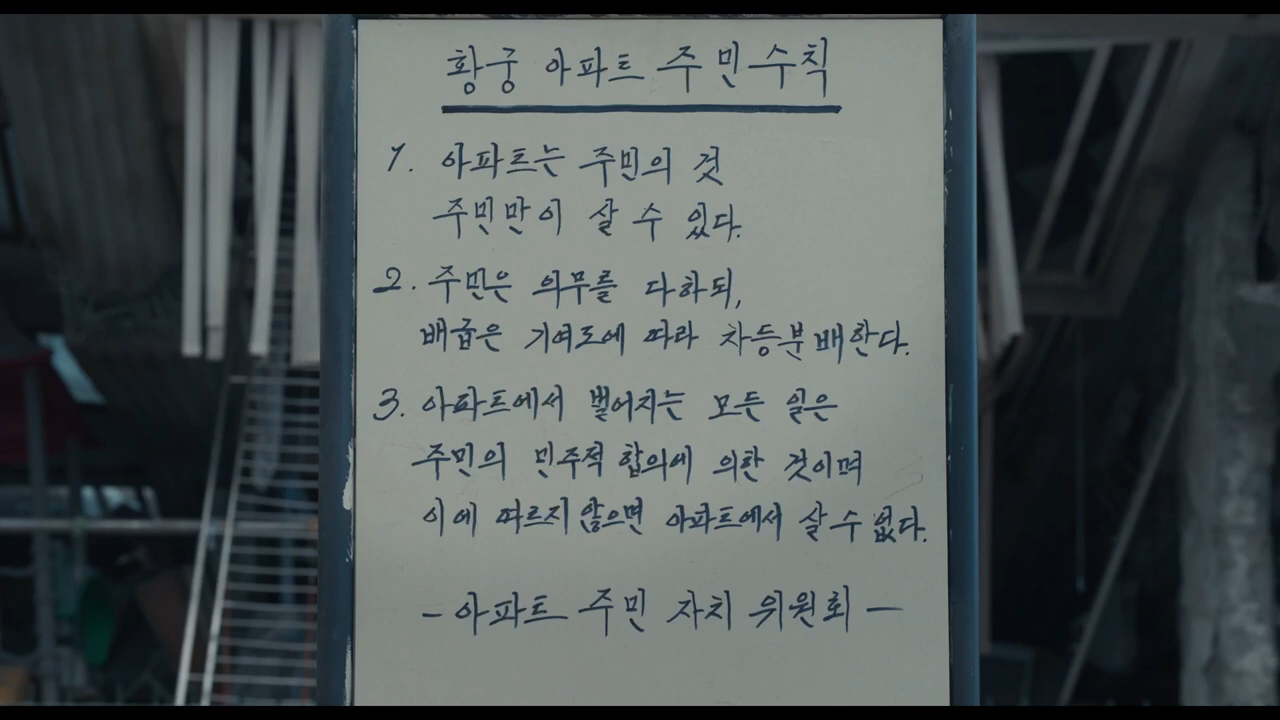 황궁 아파트 주민수칙
1. 아파트는 주민의 것
주민만이 살 수 있다.
2. 주민은 의무를 다하되,
배급은 기여도에 따라 차등분배한다.
3. 아파트에서 벌어지는 모든 일은
주민의 민주적 합의에 의한 것이며
이에 따르지 않으면 아파트에서 살 수 없다.
- 아파트 주민 자치 위원회 -